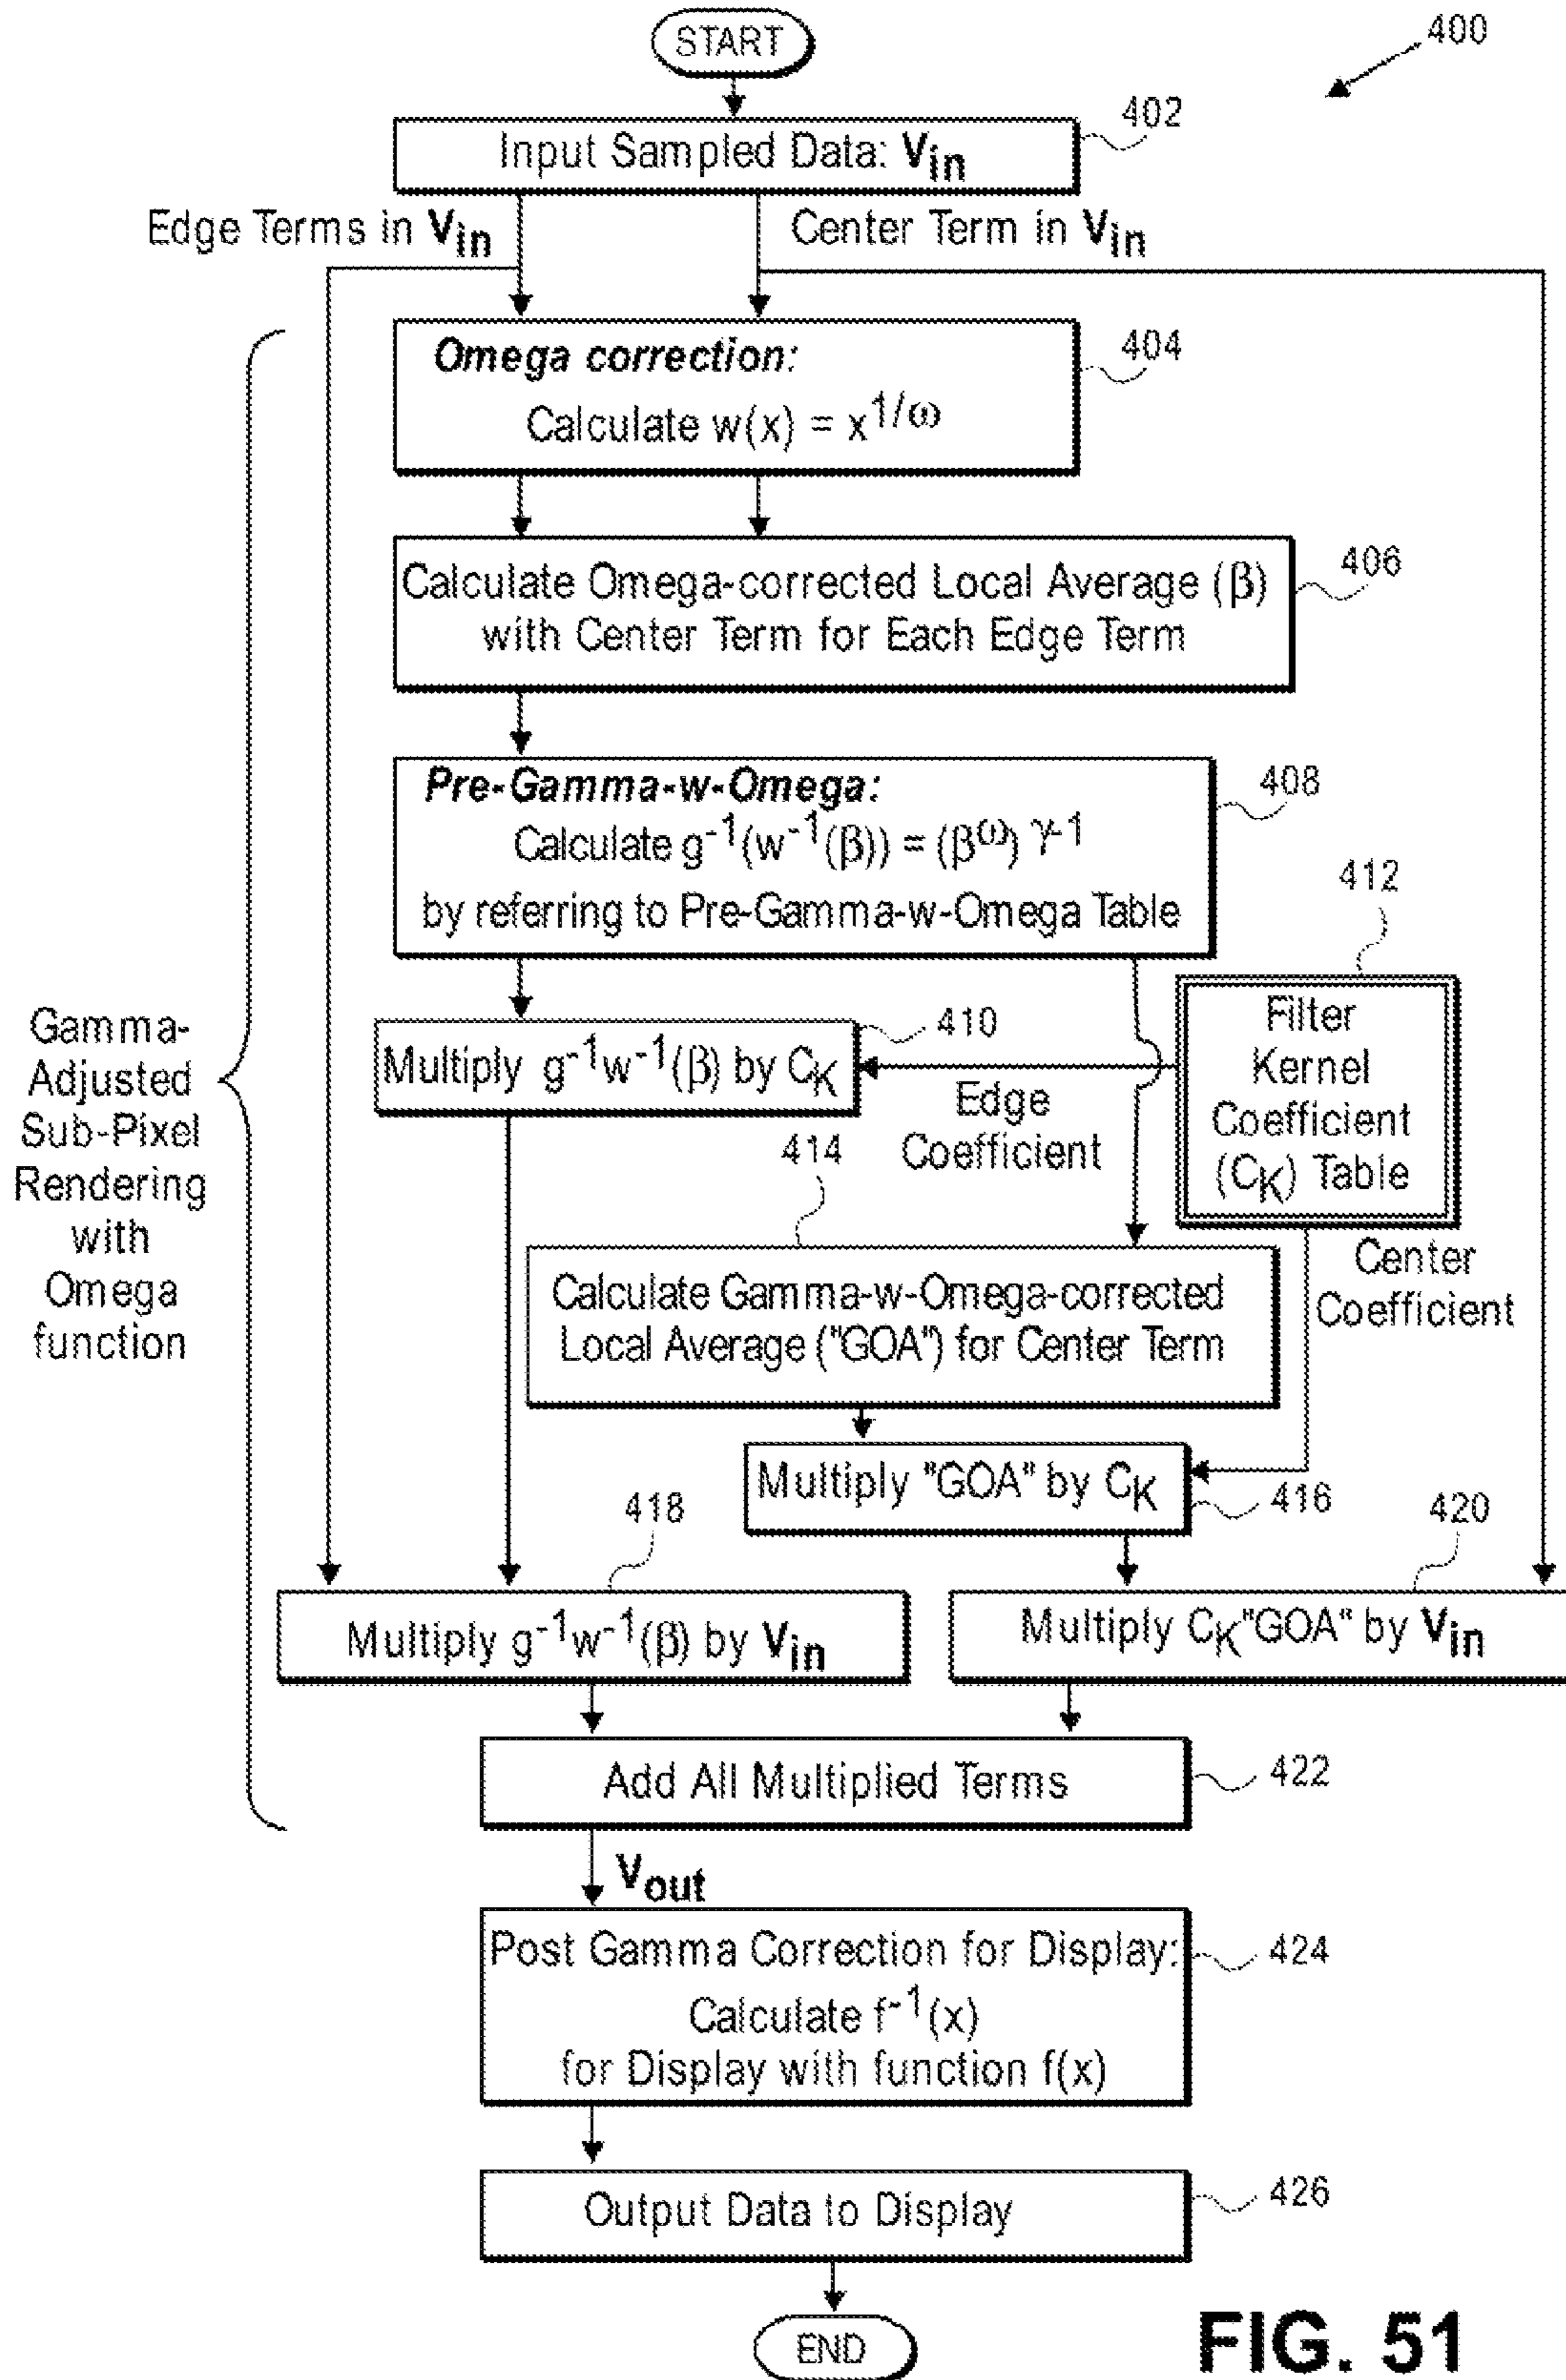 START
400
402
Input Sampled Data: Vin
Edge Terms in Vin
Center Term in Vin
404
Omega correction:
Calculate w(x) = x^1/ω
406
Calculate Omega-corrected Local Average (β)
with Center Term for Each Edge Term
408
Pre-Gamma-w-Omega:
Calculate g^-1(w^-1(β)) = (β^ω)^γ-1
by referring to Pre-Gamma-w-Omega Table
412
Filter
Kernel
Coefficient
(CK) Table
410
Multiply g^-1w^-1(β) by CK
Edge
Coefficient
Gamma-
Adjusted
Sub-Pixel
Rendering
with
Omega
function
414
Calculate Gamma-w-Omega-corrected
Local Average ("GOA") for Center Term
Center
Coefficient
Multiply "GOA" by CK
416
418
420
Multiply g^-1w^-1(β) by Vin
Multiply CK"GOA" by Vin
Add All Multiplied Terms
422
Vout
Post Gamma Correction for Display:
Calculate f^-1(x)
for Display with function f(x)
424
Output Data to Display
426
END
FIG. 51